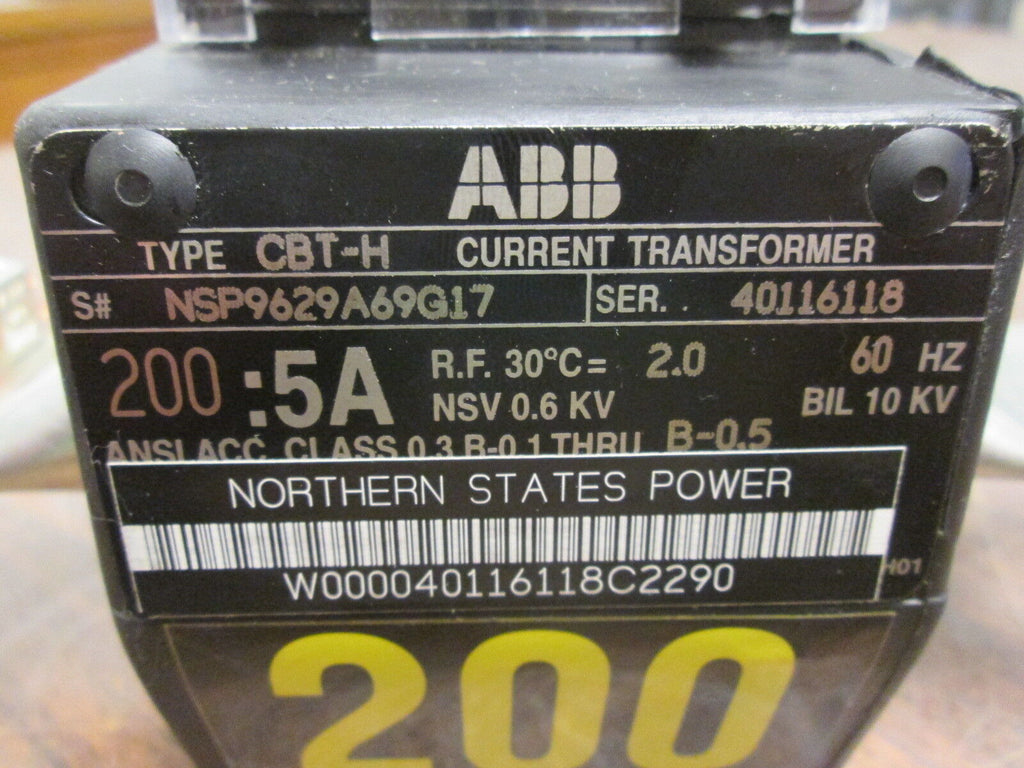 ABB
TYPE CBT-H CURRENT TRANSFORMER
S# NSP9629A69G17 SER. 40116118
200 :5A R.F. 30°C= 2.0 60 HZ
NSV 0.6 KV BIL 10 KV
ANSI ACC. CLASS 0.3 B-0.1 THRU B-0.5
NORTHERN STATES POWER
W000040116118C2290
H01
200